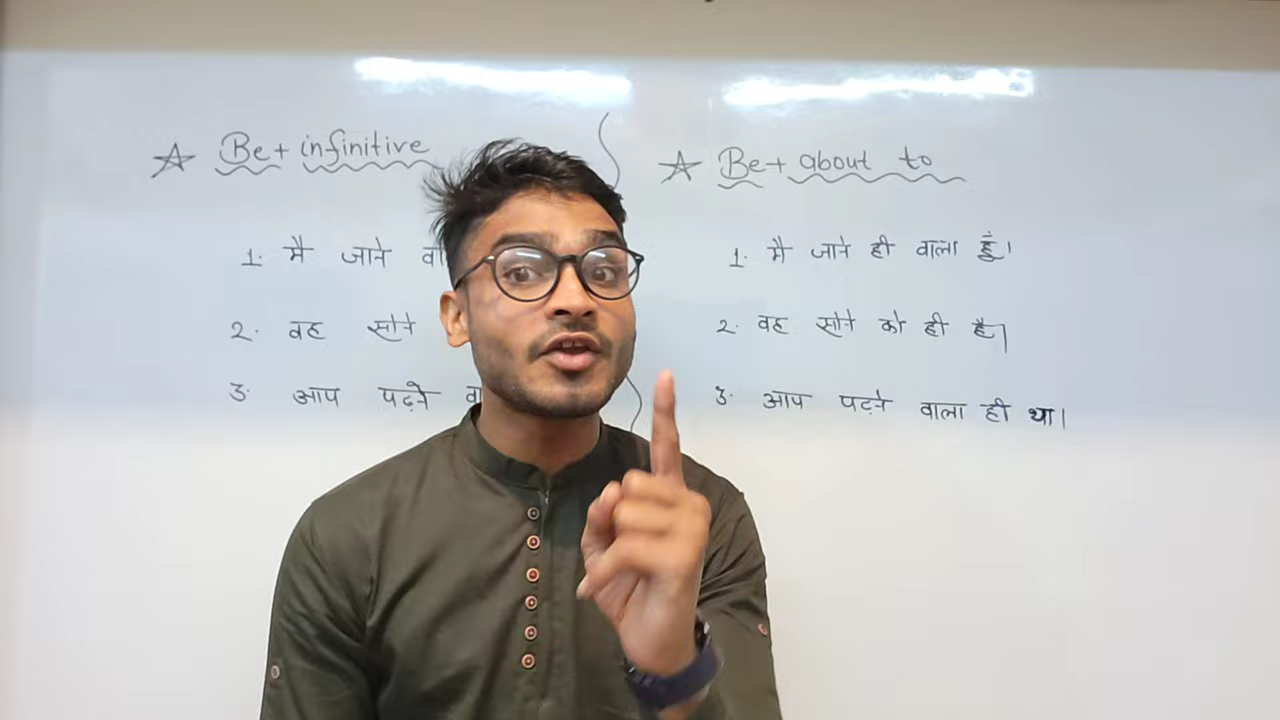 ☆ Be+ infinitive
1. मै जाने
2. वह सोने
3. आप पढ़ने
☆ Be+ about to
1. मै जाने ही वाला हूँ।
2. वह सोने को ही है।
3. आप पढ़ने वाला ही था।